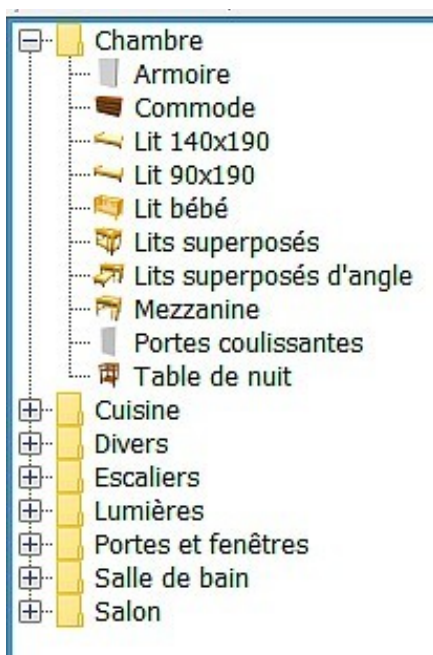 Chambre
Armoire
Commode
Lit 140x190
Lit 90x190
Lit bébé
Lits superposés
Lits superposés d'angle
Mezzanine
Portes coulissantes
Table de nuit
Cuisine
Divers
Escaliers
Lumières
Portes et fenêtres
Salle de bain
Salon